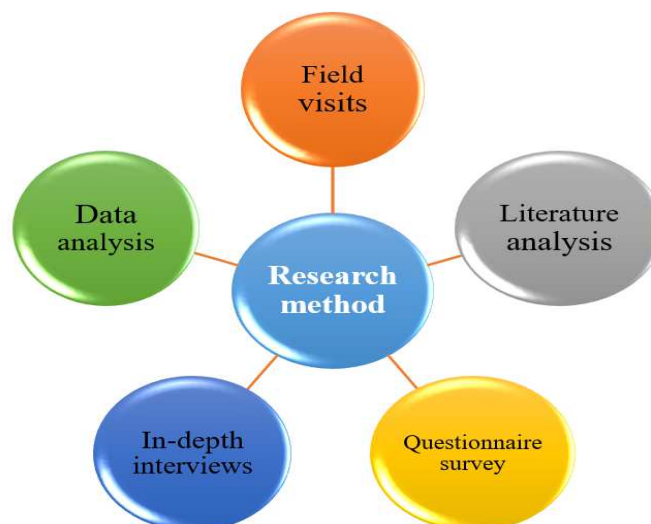 Field
visits
Data
analysis
Literature
analysis
Research
method
In-depth
interviews
Questionnaire
survey